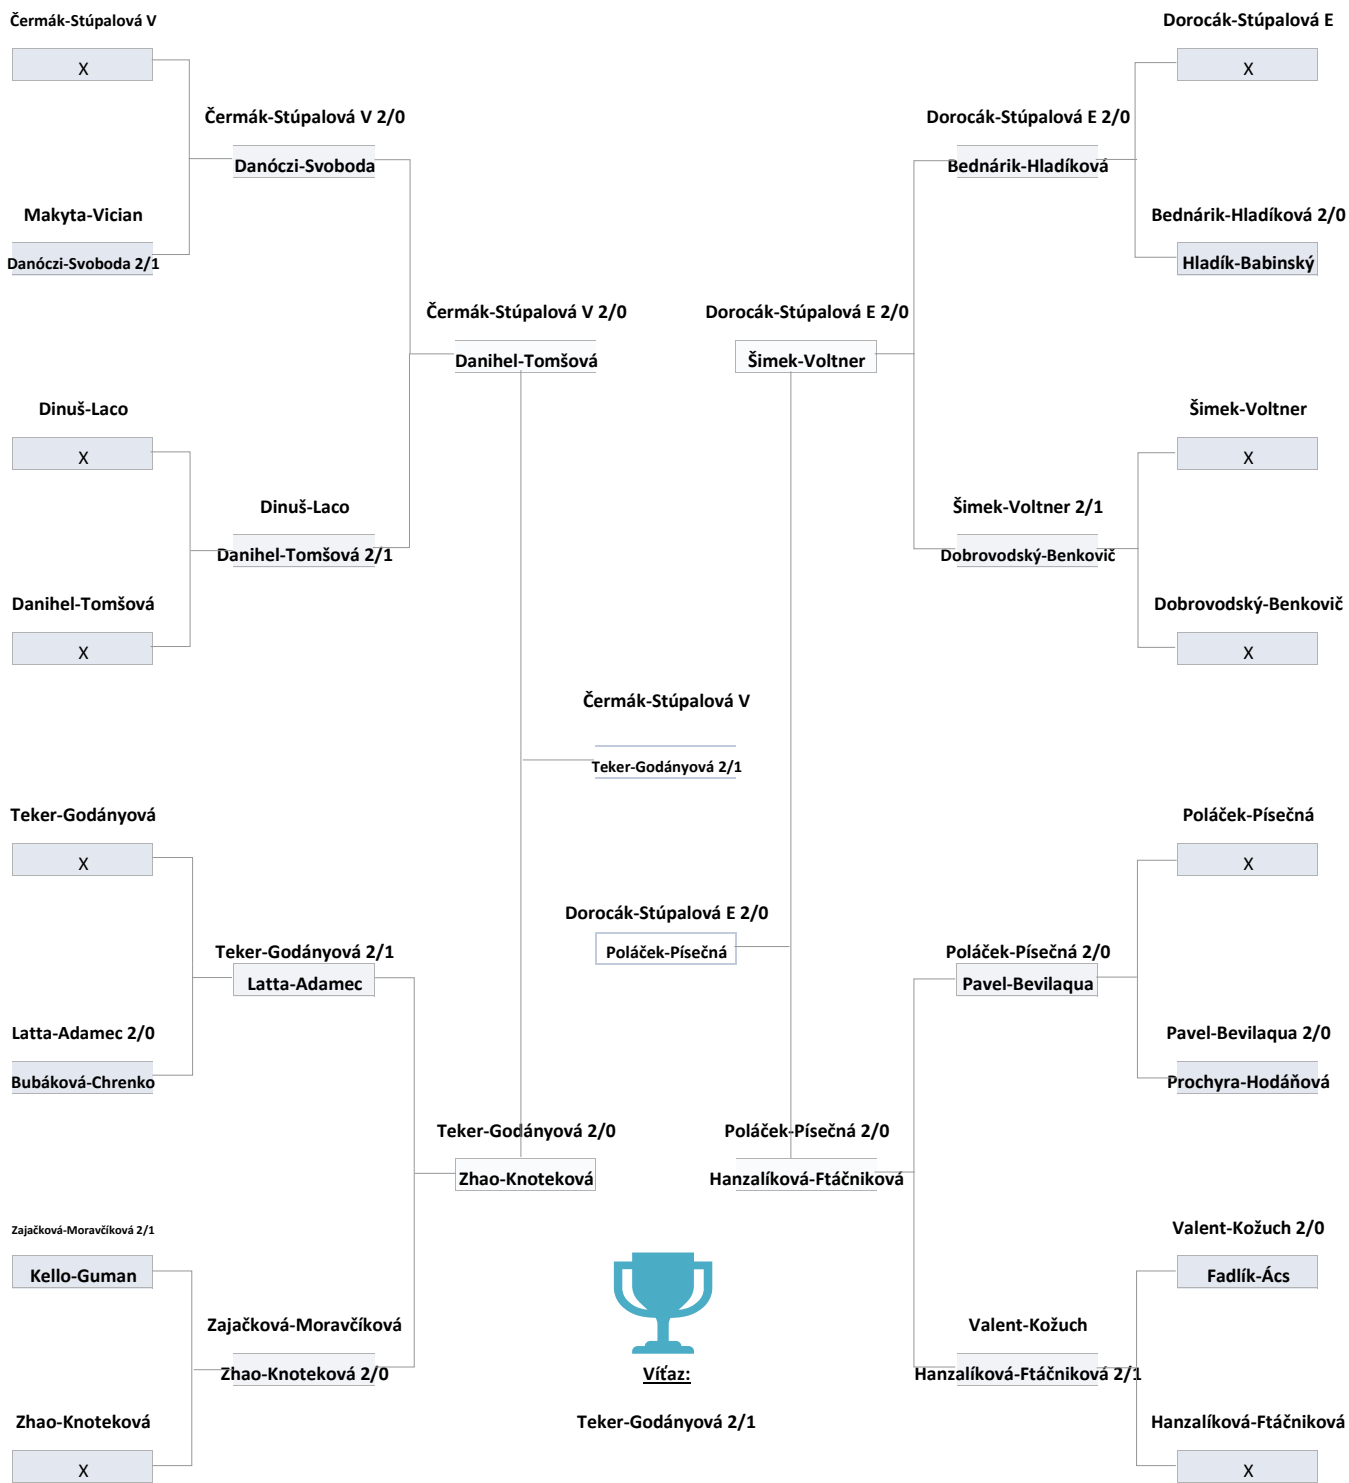 Čermák-Stúpalová V
X
Dorocák-Stúpalová E
X
Čermák-Stúpalová V 2/0
Danóczi-Svoboda
Dorocák-Stúpalová E 2/0
Bednárik-Hladíková
Makyta-Vician
Danóczi-Svoboda 2/1
Bednárik-Hladíková 2/0
Hladík-Babinský
Čermák-Stúpalová V 2/0
Danihel-Tomšová
Dorocák-Stúpalová E 2/0
Šimek-Voltner
Dinuš-Laco
X
Šimek-Voltner
X
Dinuš-Laco
Danihel-Tomšová 2/1
Šimek-Voltner 2/1
Dobrovodský-Benkovič
Danihel-Tomšová
X
Dobrovodský-Benkovič
X
Čermák-Stúpalová V
Teker-Godányová 2/1
Teker-Godányová
X
Poláček-Písečná
X
Dorocák-Stúpalová E 2/0
Poláček-Písečná
Teker-Godányová 2/1
Latta-Adamec
Poláček-Písečná 2/0
Pavel-Bevilaqua
Latta-Adamec 2/0
Bubáková-Chrenko
Pavel-Bevilaqua 2/0
Prochyra-Hodáňová
Teker-Godányová 2/0
Zhao-Knoteková
Poláček-Písečná 2/0
Hanzalíková-Ftáčniková
Zajačková-Moravčíková 2/1
Kello-Guman
Valent-Kožuch 2/0
Fadlík-Ács
Zajačková-Moravčíková
Zhao-Knoteková 2/0
Valent-Kožuch
Hanzalíková-Ftáčniková 2/1
Víťaz:
Teker-Godányová 2/1
Zhao-Knoteková
X
Hanzalíková-Ftáčniková
X